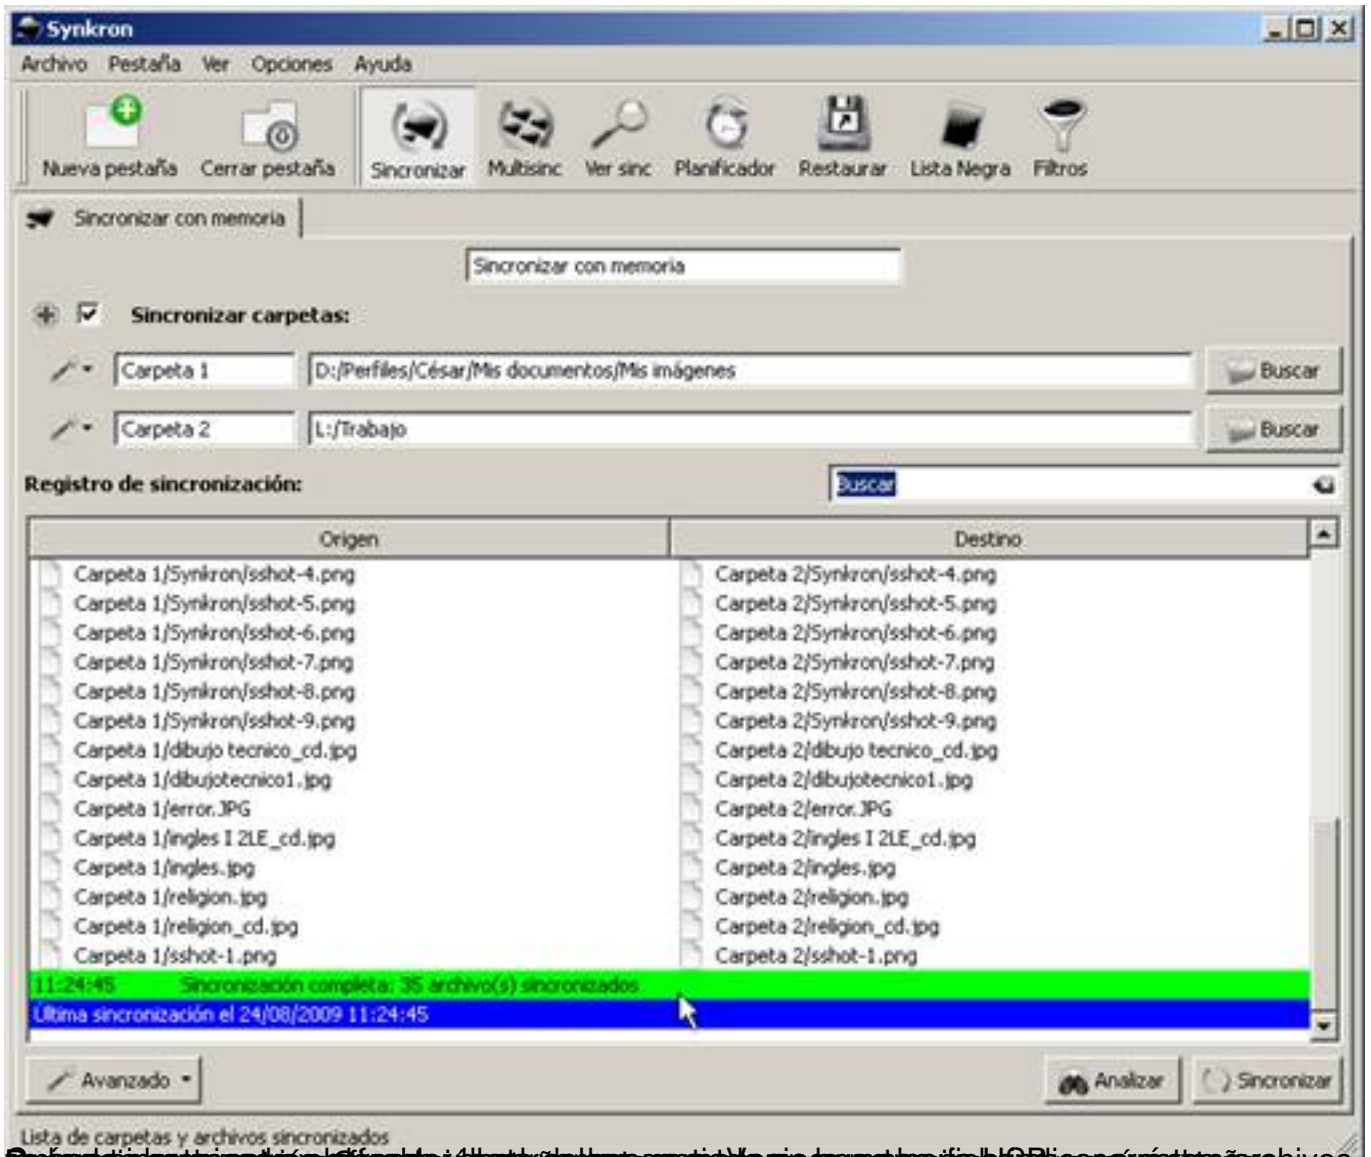 Synkron
Archivo Pestaña Ver Opciones Ayuda
Nueva pestaña Cerrar pestaña Sincronizar Multisinc Ver sinc Planificador Restaurar Lista Negra Filtros
Sincronizar con memoria
Sincronizar con memoria
Sincronizar carpetas:
Carpeta 1 D:/Perfiles/César/Mis documentos/Mis imágenes Buscar
Carpeta 2 L:/Trabajo Buscar
Registro de sincronización: Buscar
Origen Destino
Carpeta 1/Synkron/sshot-4.png Carpeta 2/Synkron/sshot-4.png
Carpeta 1/Synkron/sshot-5.png Carpeta 2/Synkron/sshot-5.png
Carpeta 1/Synkron/sshot-6.png Carpeta 2/Synkron/sshot-6.png
Carpeta 1/Synkron/sshot-7.png Carpeta 2/Synkron/sshot-7.png
Carpeta 1/Synkron/sshot-8.png Carpeta 2/Synkron/sshot-8.png
Carpeta 1/Synkron/sshot-9.png Carpeta 2/Synkron/sshot-9.png
Carpeta 1/dibujo tecnico_cd.jpg Carpeta 2/dibujo tecnico_cd.jpg
Carpeta 1/dibujotecnico1.jpg Carpeta 2/dibujotecnico1.jpg
Carpeta 1/error.JPG Carpeta 2/error.JPG
Carpeta 1/ingles I 2LE_cd.jpg Carpeta 2/ingles I 2LE_cd.jpg
Carpeta 1/ingles.jpg Carpeta 2/ingles.jpg
Carpeta 1/religion.jpg Carpeta 2/religion.jpg
Carpeta 1/religion_cd.jpg Carpeta 2/religion_cd.jpg
Carpeta 1/sshot-1.png Carpeta 2/sshot-1.png
11:24:45 Sincronización completa: 35 archivo(s) sincronizados
Última sincronización el 24/08/2009 11:24:45
Avanzado Analizar Sincronizar
Lista de carpetas y archivos sincronizados